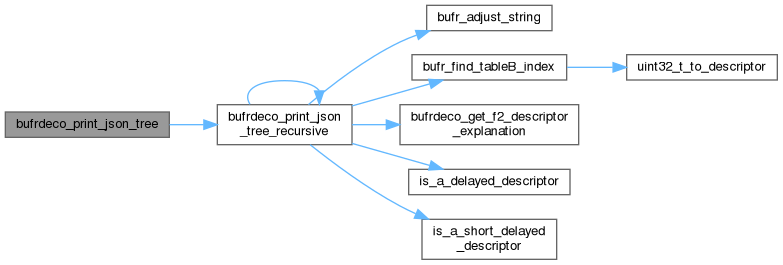 bufrdeco_print_json_tree
bufrdeco_print_json
_tree_recursive
bufr_adjust_string
bufr_find_tableB_index
uint32_t_to_descriptor
bufrdeco_get_f2_descriptor
_explanation
is_a_delayed_descriptor
is_a_short_delayed
_descriptor